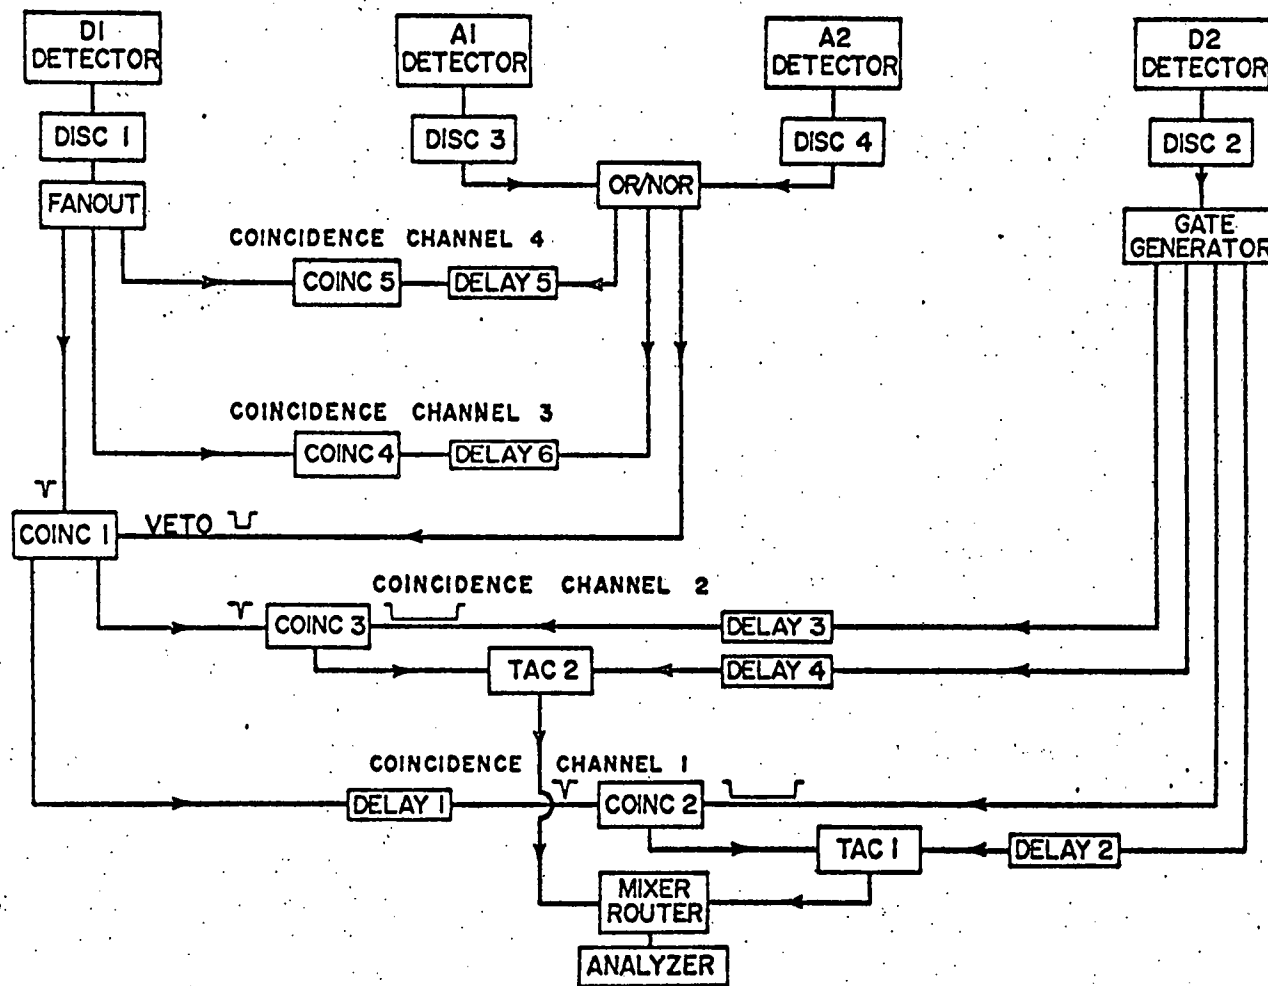 D1
DETECTOR
A1
DETECTOR
A2
DETECTOR
D2
DETECTOR
DISC 1
DISC 3
DISC 4
DISC 2
FANOUT
OR/NOR
GATE
GENERATOR
COINCIDENCE CHANNEL 4
COINC 5
DELAY 5
COINCIDENCE CHANNEL 3
COINC 4
DELAY 6
COINC 1
VETO
COINCIDENCE CHANNEL 2
COINC 3
DELAY 3
TAC 2
DELAY 4
COINCIDENCE CHANNEL 1
DELAY 1
COINC 2
TAC 1
DELAY 2
MIXER
ROUTER
ANALYZER